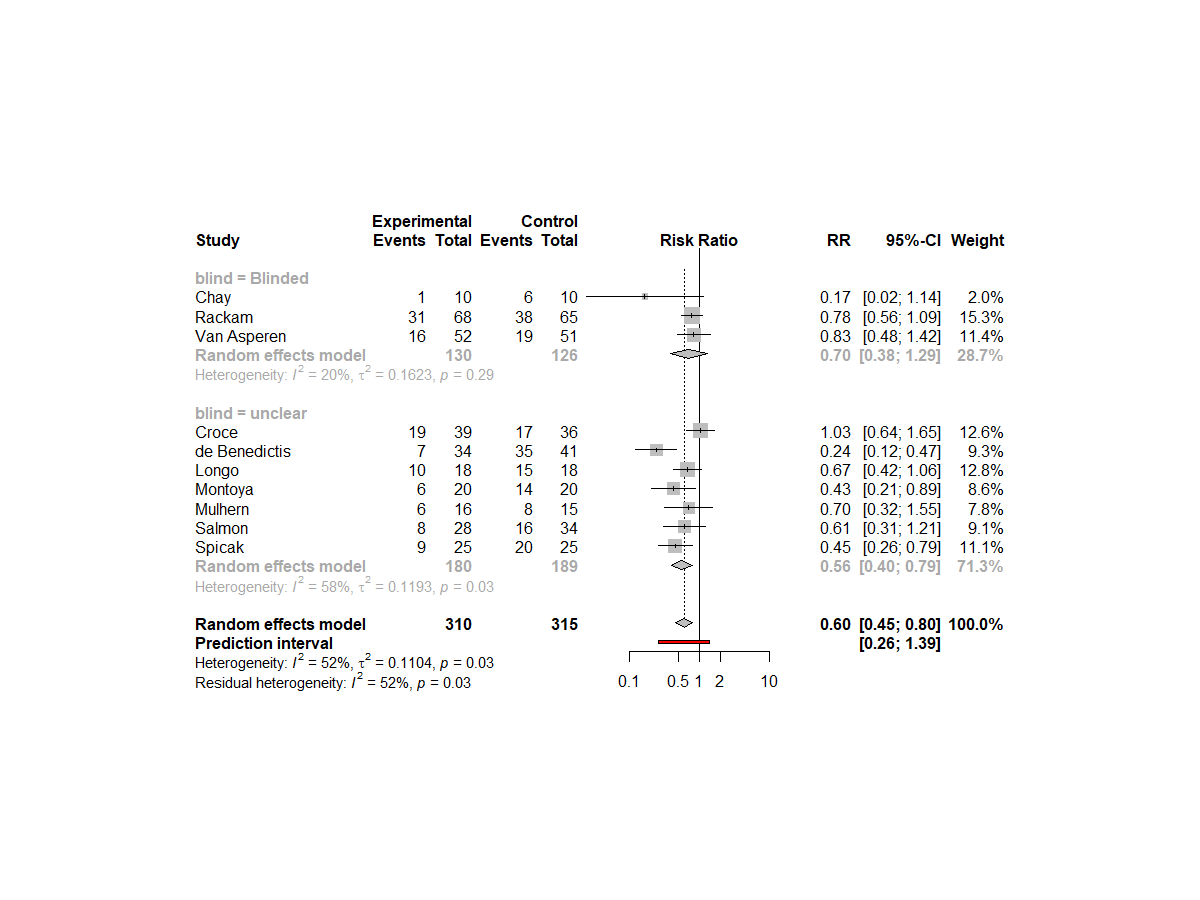 Experimental Control
Study Events Total Events Total Risk Ratio RR 95%-CI Weight
blind = Blinded
Chay 1 10 6 10 0.17 [0.02; 1.14] 2.0%
Rackam 31 68 38 65 0.78 [0.56; 1.09] 15.3%
Van Asperen 16 52 19 51 0.83 [0.48; 1.42] 11.4%
Random effects model 130 126 0.70 [0.38; 1.29] 28.7%
Heterogeneity: I² = 20%, τ² = 0.1623, p = 0.29
blind = unclear
Croce 19 39 17 36 1.03 [0.64; 1.65] 12.6%
de Benedictis 7 34 35 41 0.24 [0.12; 0.47] 9.3%
Longo 10 18 15 18 0.67 [0.42; 1.06] 12.8%
Montoya 6 20 14 20 0.43 [0.21; 0.89] 8.6%
Mulhern 6 16 8 15 0.70 [0.32; 1.55] 7.8%
Salmon 8 28 16 34 0.61 [0.31; 1.21] 9.1%
Spicak 9 25 20 25 0.45 [0.26; 0.79] 11.1%
Random effects model 180 189 0.56 [0.40; 0.79] 71.3%
Heterogeneity: I² = 58%, τ² = 0.1193, p = 0.03
Random effects model 310 315 0.60 [0.45; 0.80] 100.0%
Prediction interval [0.26; 1.39]
Heterogeneity: I² = 52%, τ² = 0.1104, p = 0.03
Residual heterogeneity: I² = 52%, p = 0.03
0.1 0.5 1 2 10